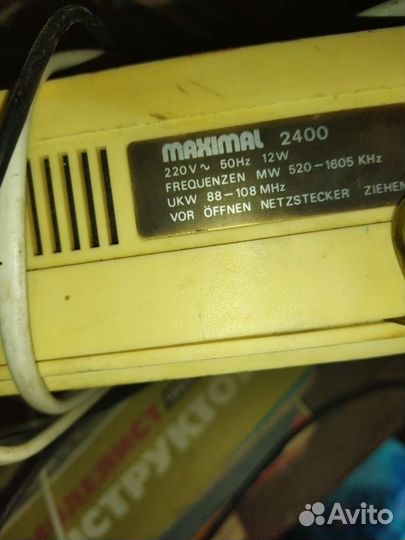 MAXIMAL 2400
220V ~ 50Hz 12W
FREQUENZEN MW 520-1605 KHz
UKW 88-108 MHz
VOR ÖFFNEN NETZSTECKER ZIEHEN
Avito